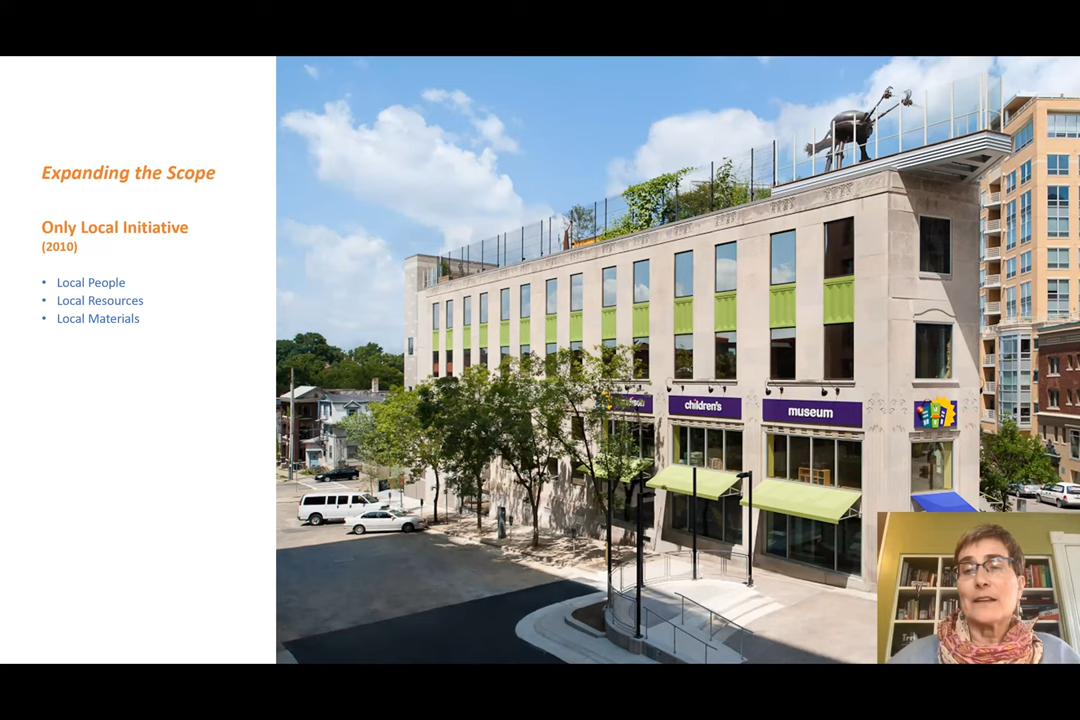 Expanding the Scope
Only Local Initiative
(2010)
• Local People
• Local Resources
• Local Materials
children's
museum